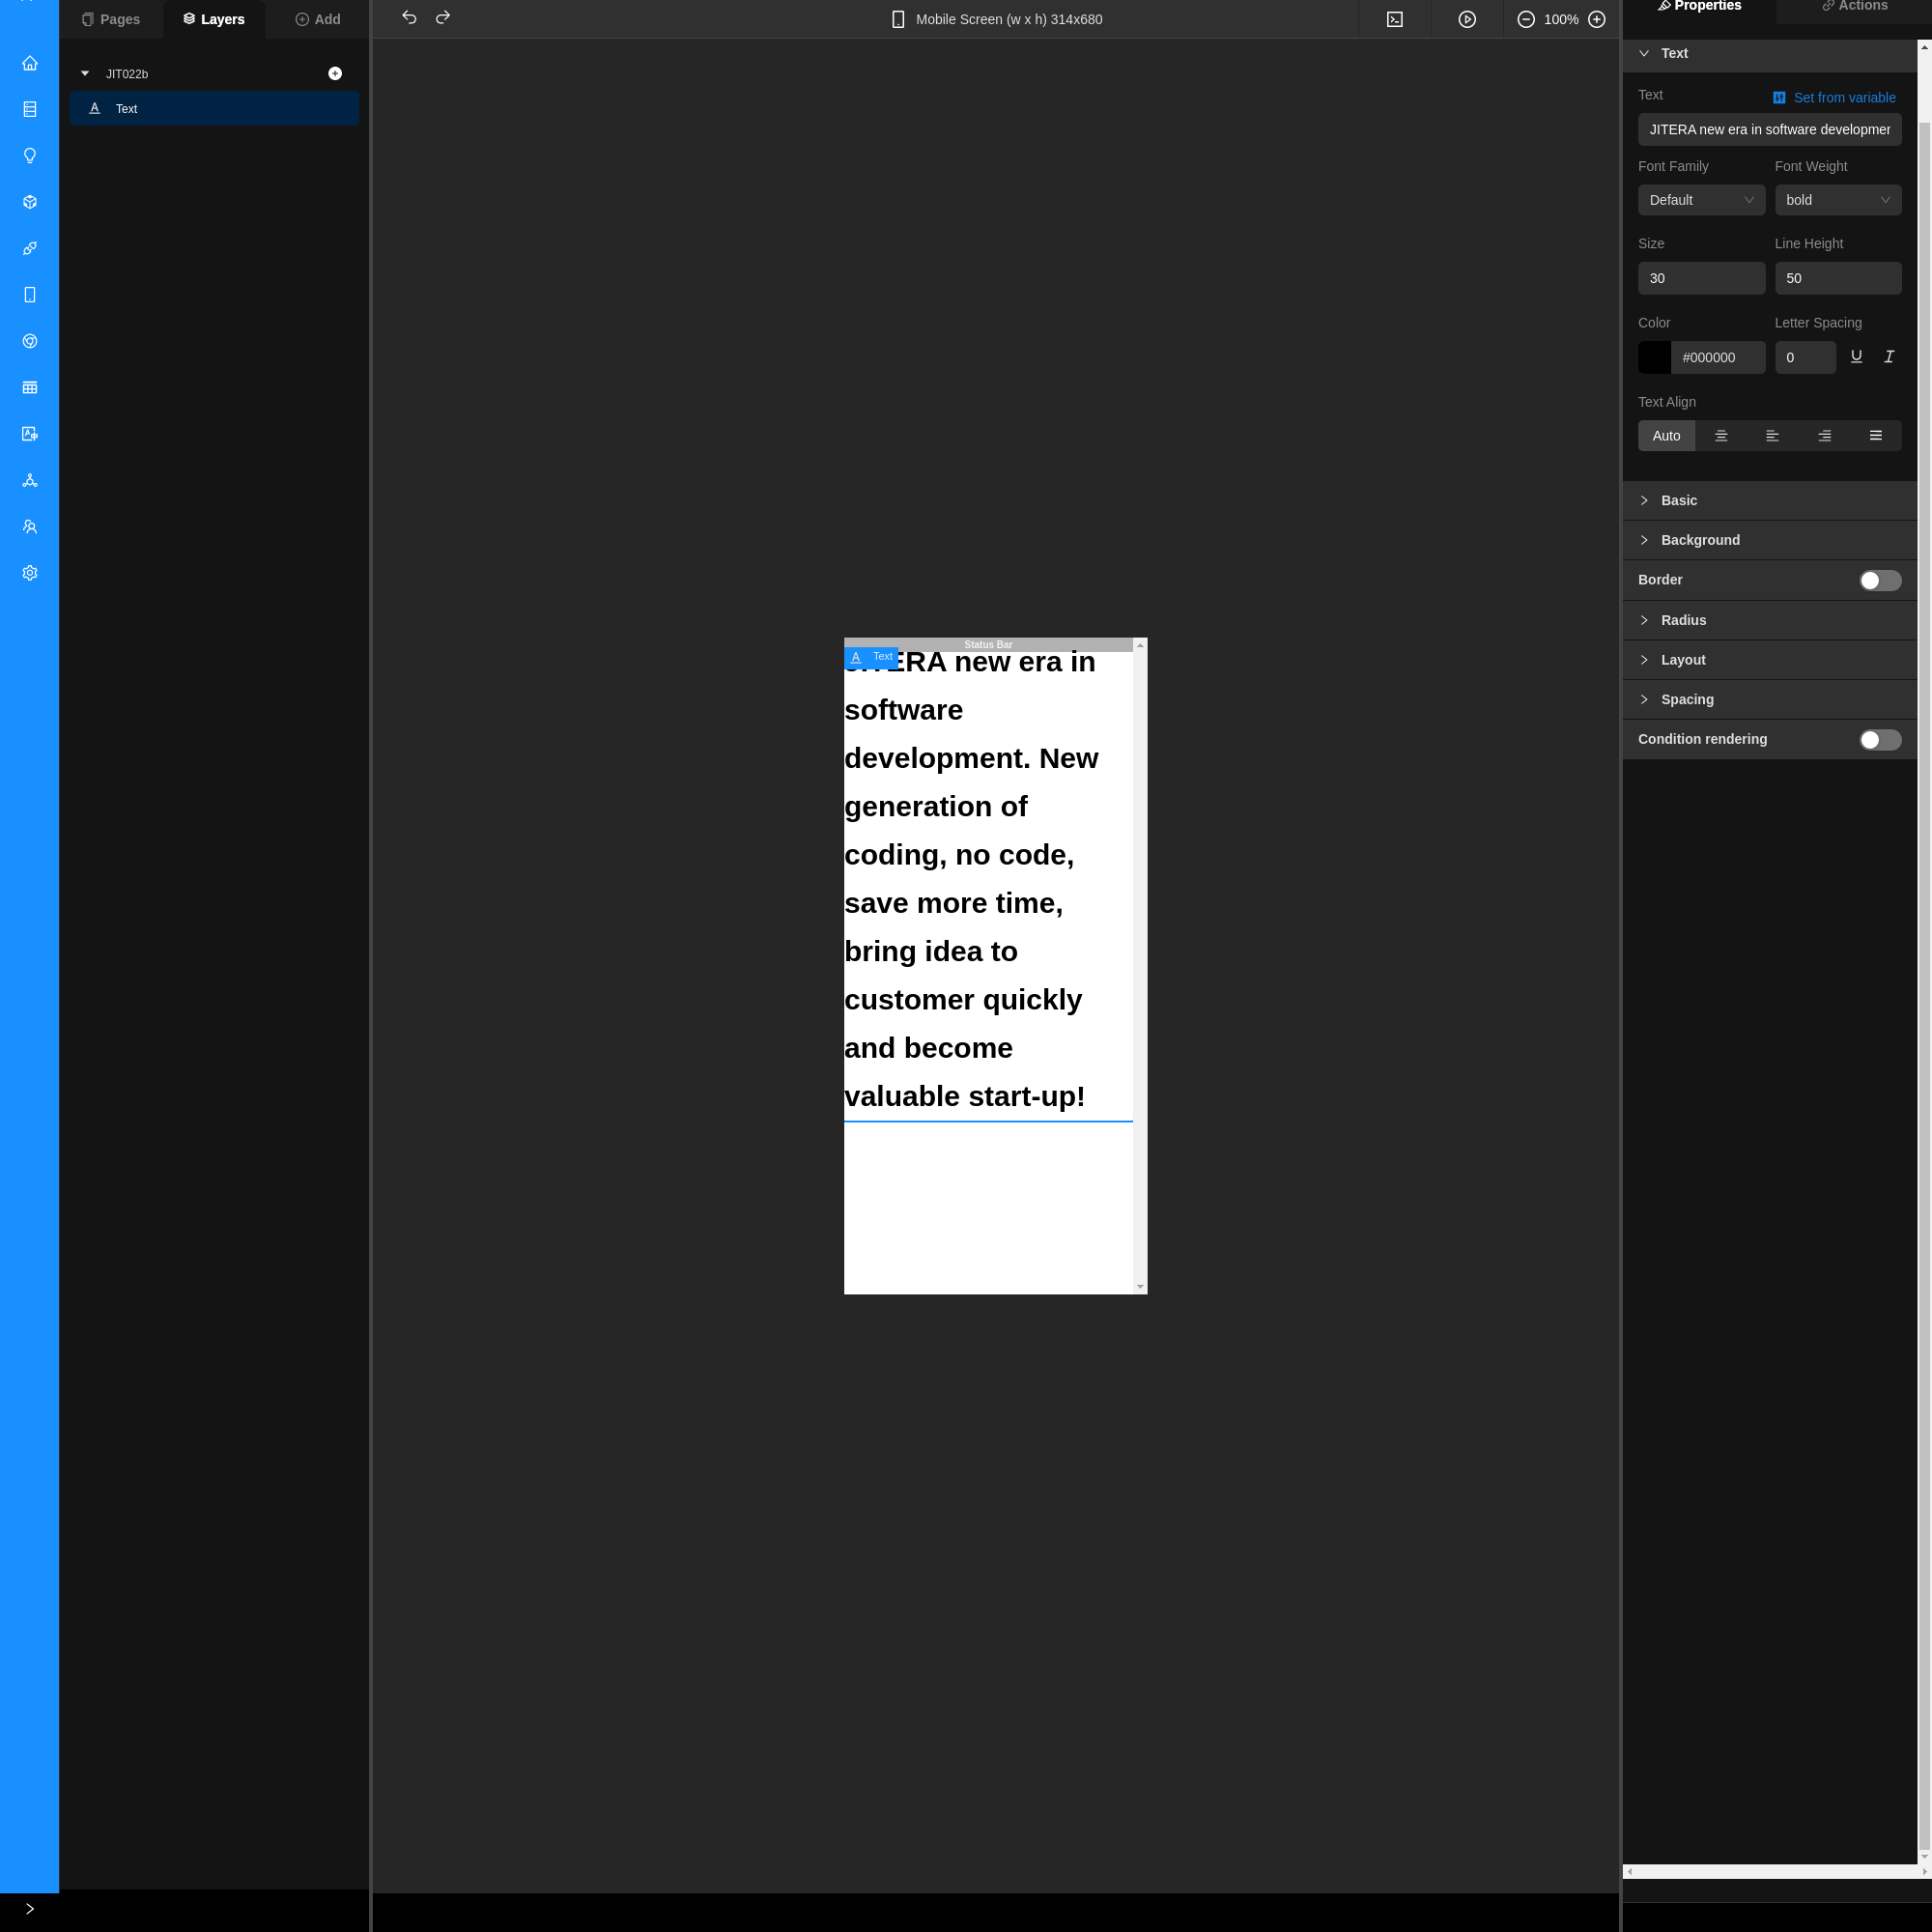 Pages
Layers
Add
Mobile Screen (w x h) 314x680
100%
Properties
Actions
JIT022b
Text
Status Bar
Text
ERA new era in
software
development. New
generation of
coding, no code,
save more time,
bring idea to
customer quickly
and become
valuable start-up!
Text
Text
Set from variable
JITERA new era in software developmen
Font Family
Font Weight
Default
bold
Size
Line Height
30
50
Color
Letter Spacing
#000000
0
Text Align
Auto
Basic
Background
Border
Radius
Layout
Spacing
Condition rendering